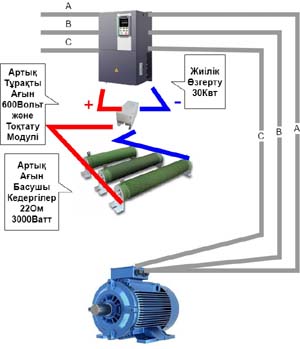 A
B
C
Жиілік
Өзгерту
30Квт
Артық
Тұрақты
Ағын
600Вольт
және
Тоқтату
Модулі
+
-
Артық
Ағын
Басушы
Кедергілер
22Ом
3000Ватт
C
B
A